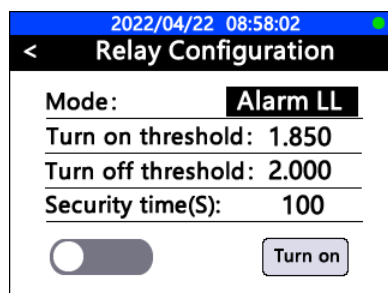 2022/04/22 08:58:02
< Relay Configuration
Mode: Alarm LL
Turn on threshold: 1.850
Turn off threshold: 2.000
Security time(S): 100
Turn on